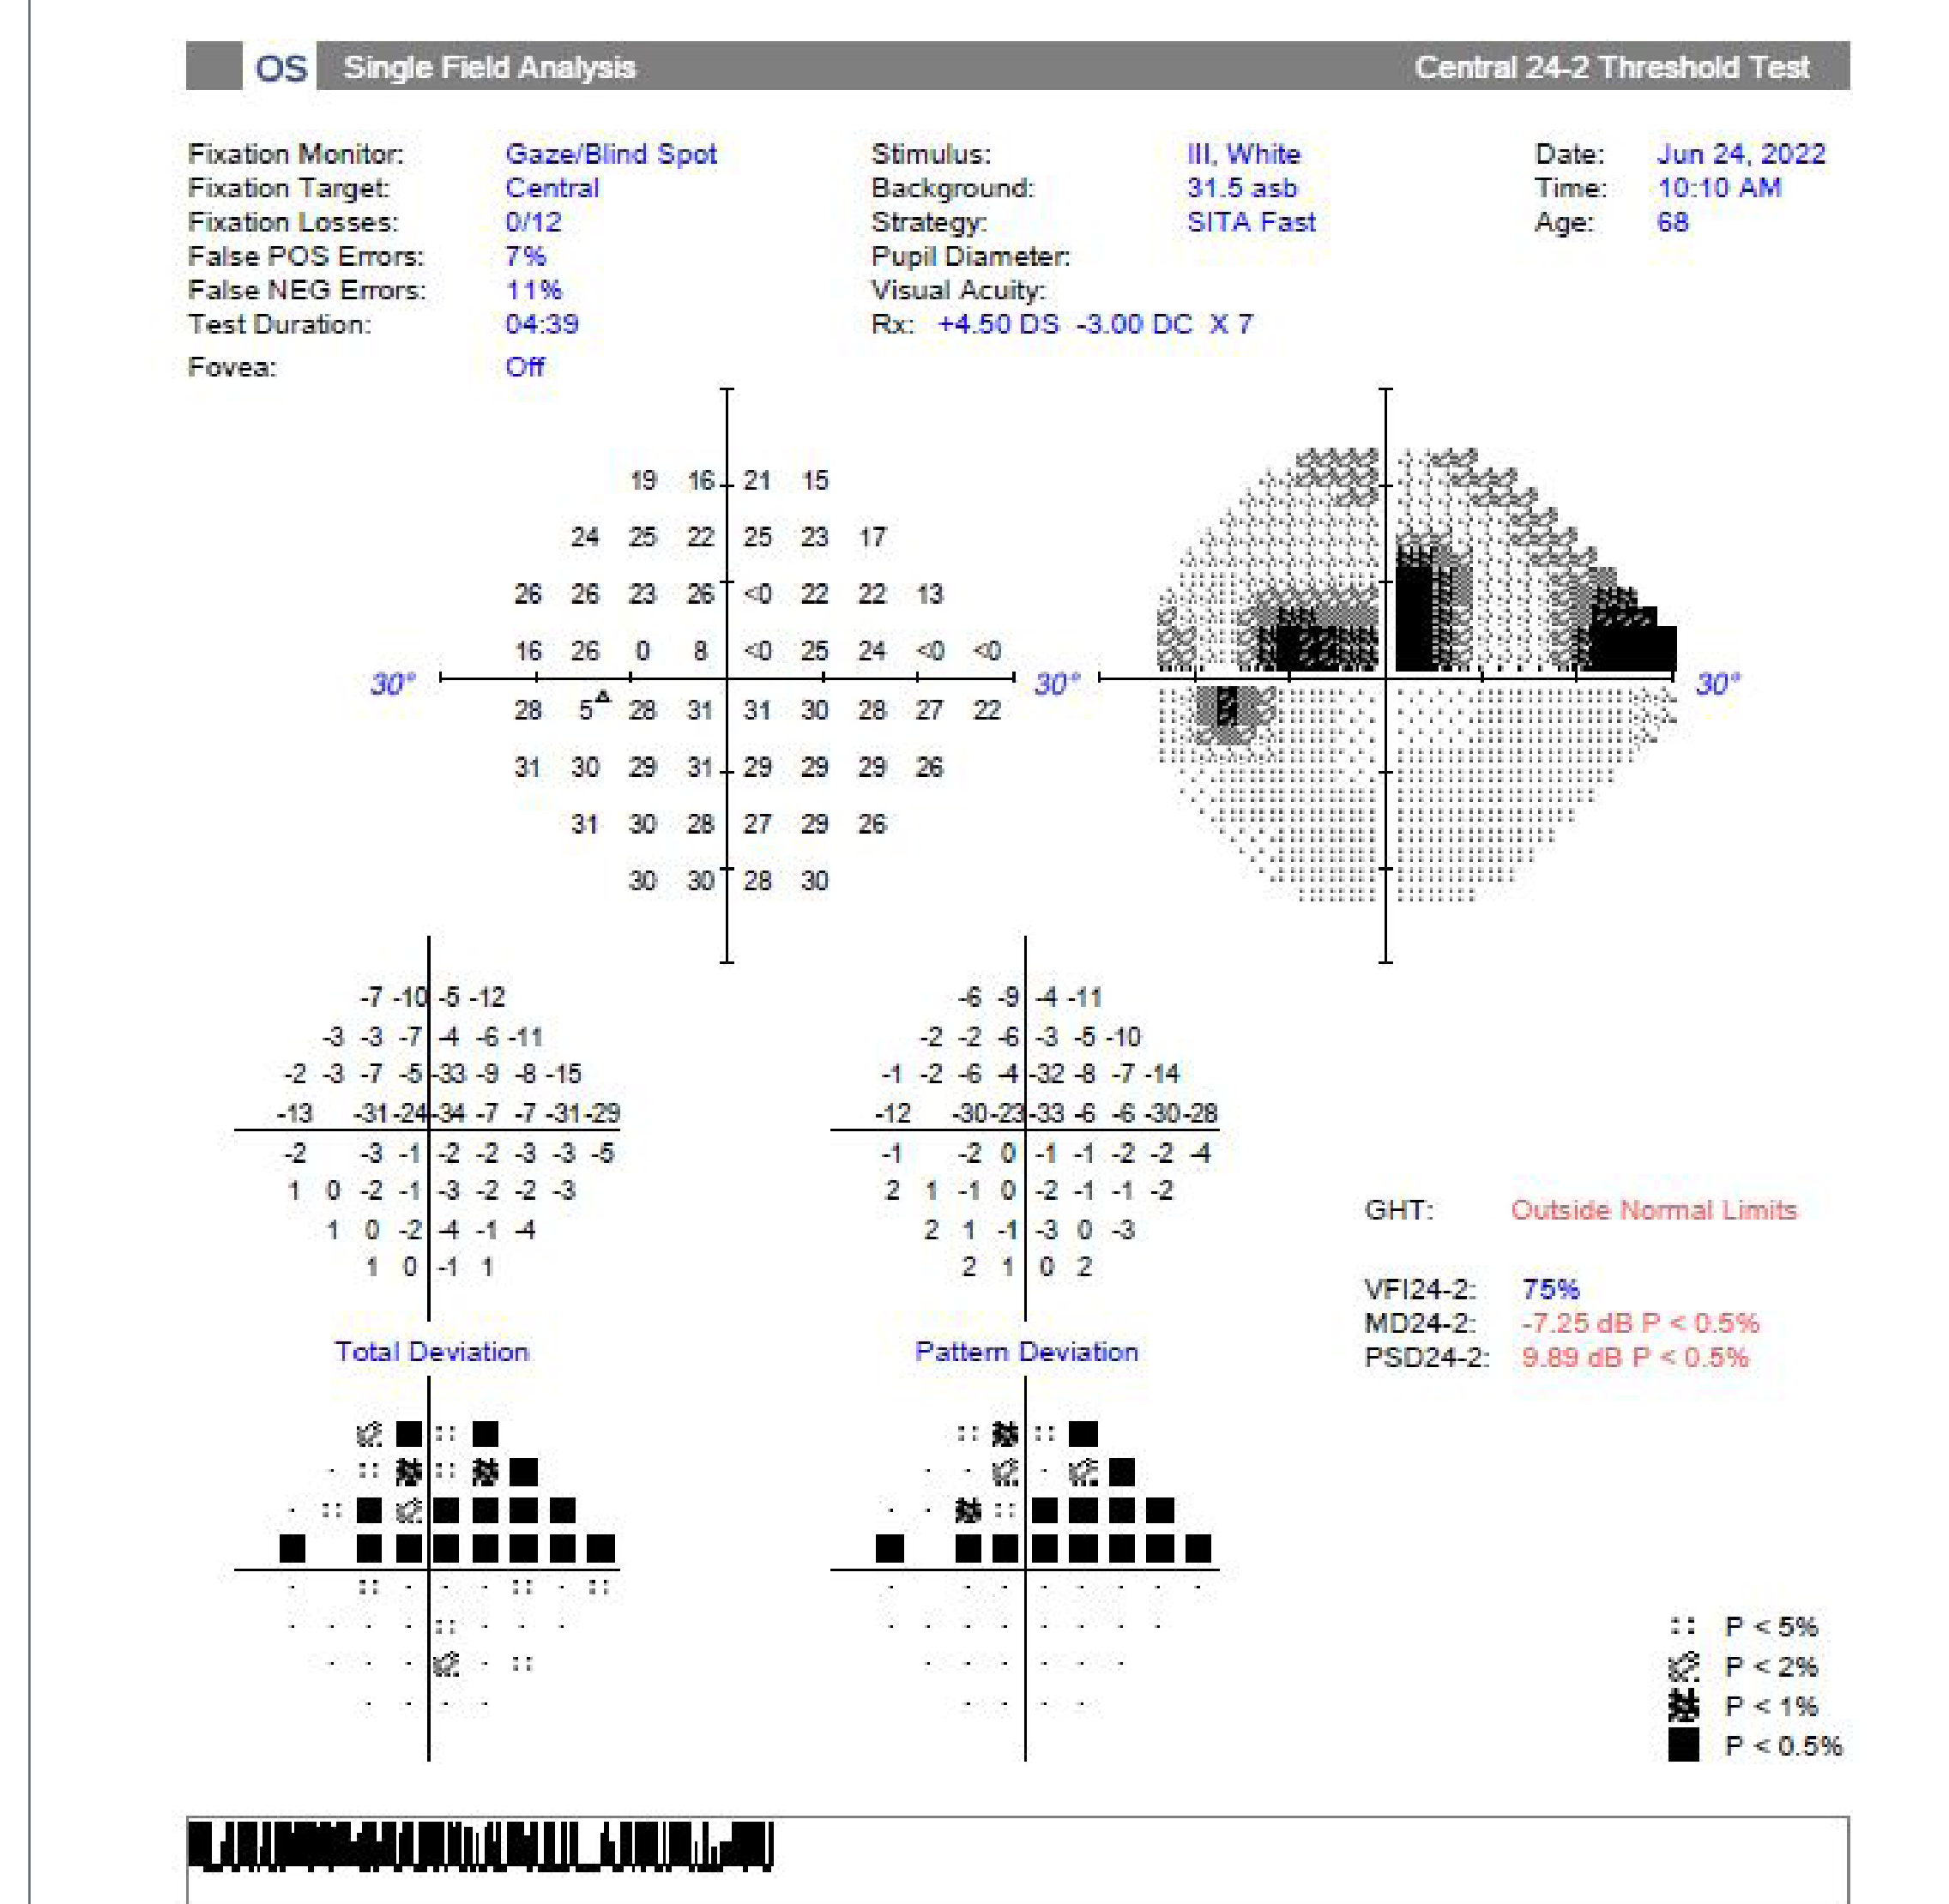 OS Single Field Analysis Central 24-2 Threshold Test
Fixation Monitor: Gaze/Blind Spot Stimulus: III, White Date: Jun 24, 2022
Fixation Target: Central Background: 31.5 asb Time: 10:10 AM
Fixation Losses: 0/12 Strategy: SITA Fast Age: 68
False POS Errors: 7% Pupil Diameter:
False NEG Errors: 11% Visual Acuity:
Test Duration: 04:39 Rx: +4.50 DS -3.00 DC X 7
Fovea: Off
19 16 21 15
24 25 22 25 23 17
26 26 23 26 <0 22 22 13
16 26 0 8 <0 25 24 <0 <0
30° 30° 30°
28 5 28 31 31 30 28 27 22
31 30 29 31 29 29 29 26
31 30 28 27 29 26
30 30 28 30
-7 -10 -5 -12 -6 -9 -4 -11
-3 -3 -7 -4 -6 -11 -2 -2 -6 -3 -5 -10
-2 -3 -7 -5 -33 -9 -8 -15 -1 -2 -6 -4 -32 -8 -7 -14
-13 -31 -24 -34 -7 -7 -31 -29 -12 -30 -23 -33 -6 -6 -30 -28
-2 -3 -1 -2 -2 -3 -3 -5 -1 -2 0 -1 -1 -2 -2 -4
1 0 -2 -1 -3 -2 -2 -3 2 1 -1 0 -2 -1 -1 -2
1 0 -2 -4 -1 -4 2 1 -1 -3 0 -3
1 0 -1 1 2 1 0 2
GHT: Outside Normal Limits
VFI24-2: 75%
MD24-2: -7.25 dB P < 0.5%
PSD24-2: 9.89 dB P < 0.5%
Total Deviation Pattern Deviation
P < 5%
P < 2%
P < 1%
P < 0.5%